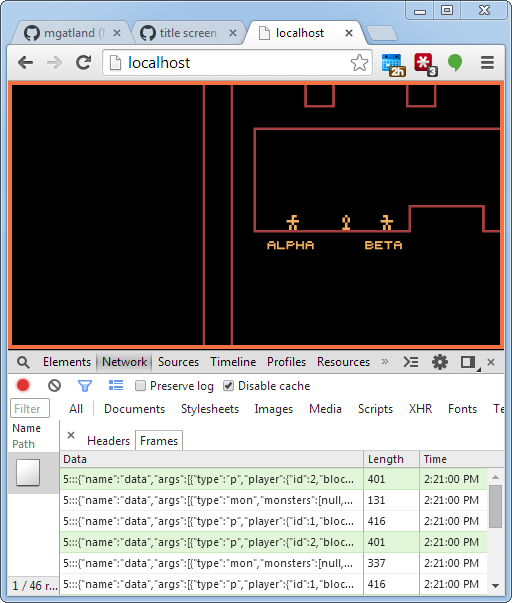 mgatland (
title screen
localhost
localhost
2h
3
ALPHA BETA
Elements Network Sources Timeline Profiles Resources »
Preserve log Disable cache
Filter All Documents Stylesheets Images Media Scripts XHR Fonts Te
Name
Path
× Headers Frames
Data Length Time
5:::{"name":"data","args":[{"type":"p","player":{"id":2,"bloc... 401 2:21:00 PM
5:::{"name":"data","args":[{"type":"mon","monsters":[null,... 131 2:21:00 PM
5:::{"name":"data","args":[{"type":"p","player":{"id":1,"bloc... 416 2:21:00 PM
5:::{"name":"data","args":[{"type":"p","player":{"id":2,"bloc... 401 2:21:00 PM
5:::{"name":"data","args":[{"type":"mon","monsters":[null,... 337 2:21:00 PM
5:::{"name":"data","args":[{"type":"p","player":{"id":1,"bloc... 416 2:21:00 PM
1 / 46 r...